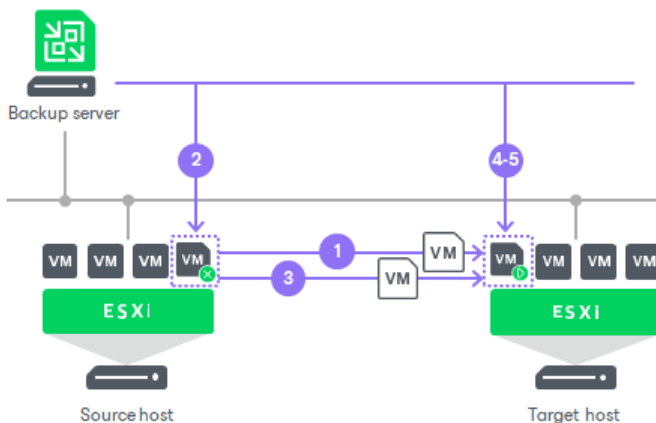 Backup server
2
4-5
1
VM
VM VM VM VM
VM VM VM VM
3
VM
ESXi
ESXi
Source host
Target host